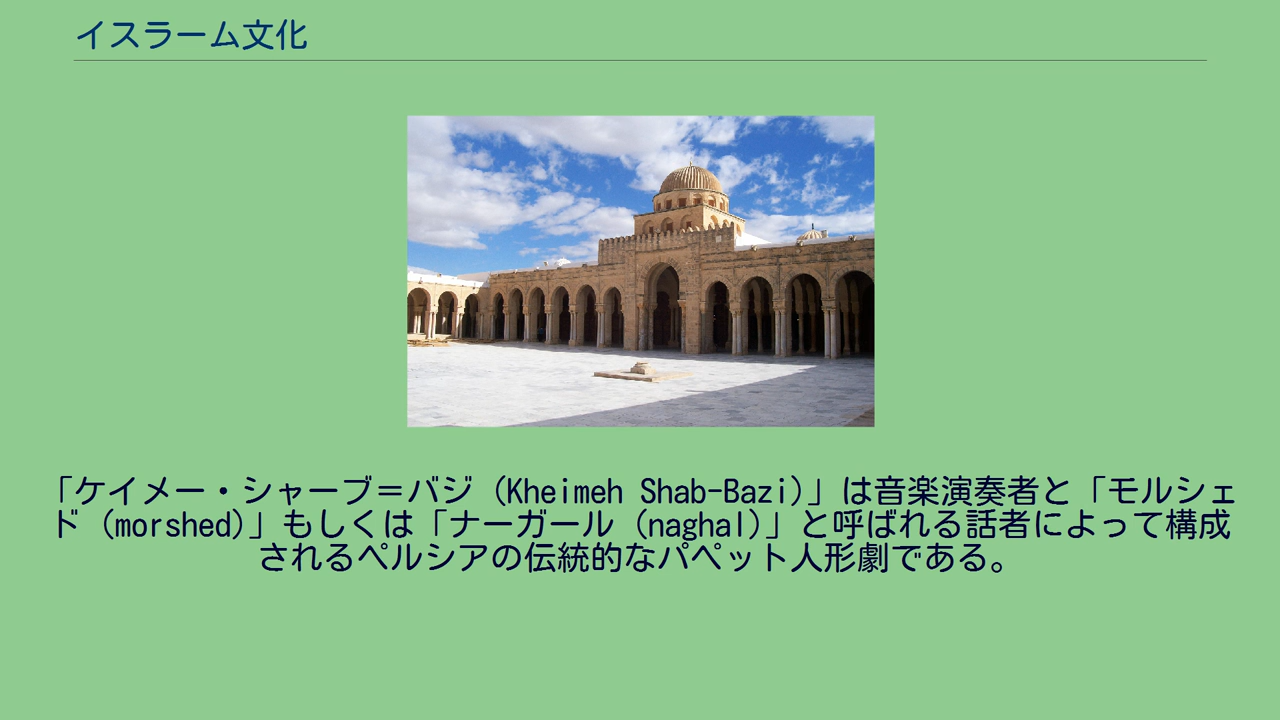 イスラーム文化
「ケイメー・シャーブ＝バジ（Kheimeh Shab-Bazi）」は音楽演奏者と「モルシェ
ド（morshed）」もしくは「ナーガール（naghal）」と呼ばれる話者によって構成
されるペルシアの伝統的なパペット人形劇である。